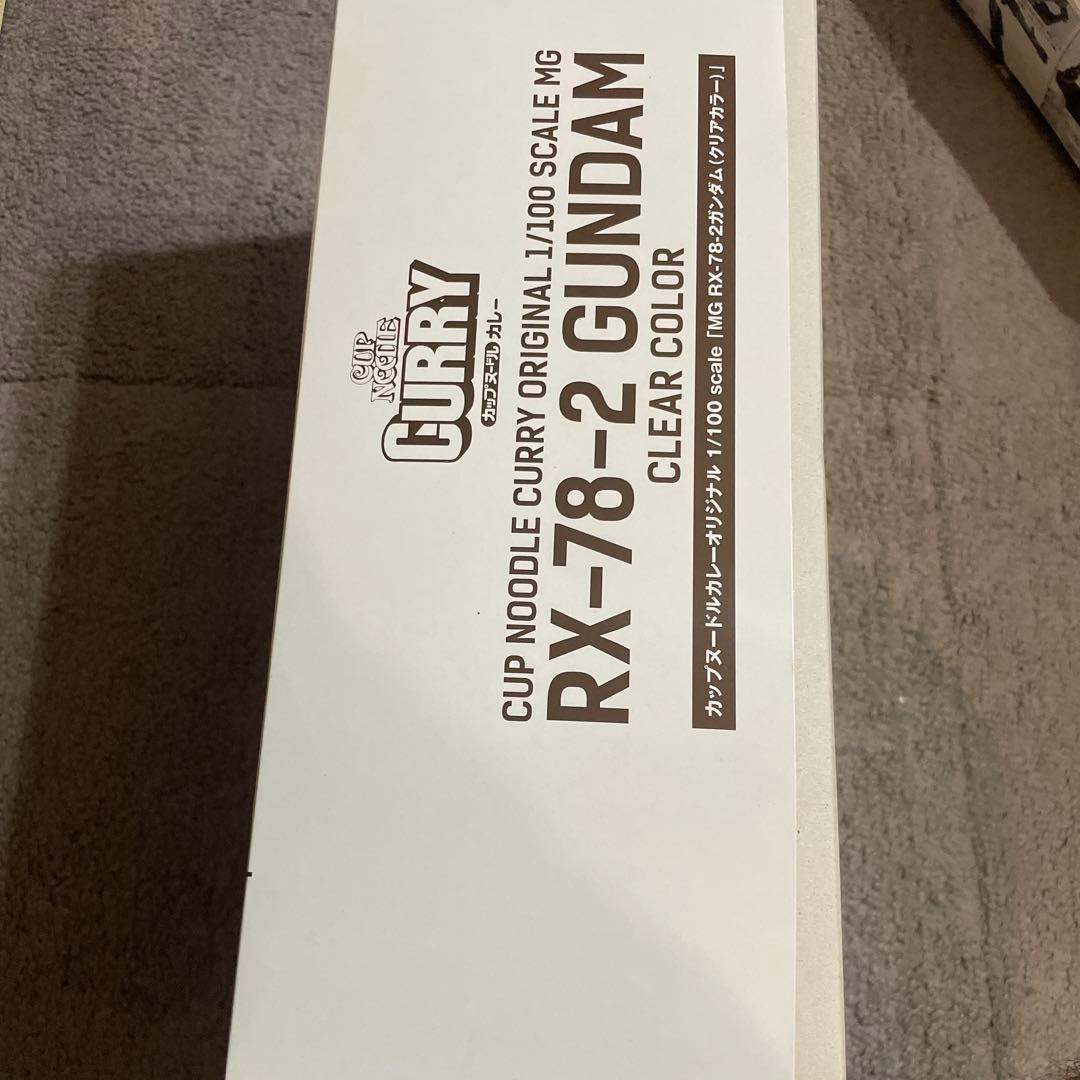 CUP
NOODLE
CURRY
カップヌードル カレー
CUP NOODLE CURRY ORIGINAL 1/100 SCALE MG
RX-78-2 GUNDAM
CLEAR COLOR
カップヌードルカレーオリジナル 1/100 scale「MG RX-78-2ガンダム(クリアカラー)」